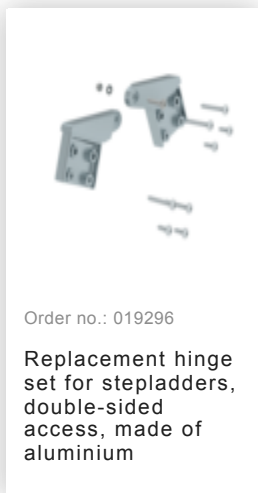 Order no.: 019296
Replacement hinge
set for stepladders,
double-sided
access, made of
aluminium